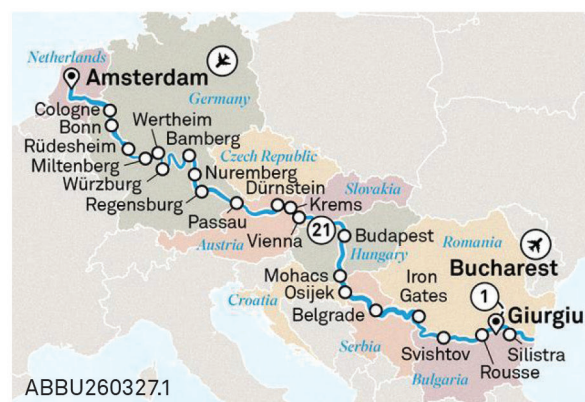 Netherlands
Amsterdam
Germany
Cologne
Bonn
Wertheim
Rüdesheim
Bamberg
Miltenberg
Czech Republic
Würzburg
Nuremberg
Dürnstein
Slovakia
Regensburg
Krems
Passau
Vienna
21
Budapest
Austria
Romania
Hungary
Bucharest
Mohacs
Iron
Gates
Osijek
Croatia
1
Belgrade
Giurgiu
Serbia
Svishtov
Silistra
Rousse
Bulgaria
ABBU260327.1